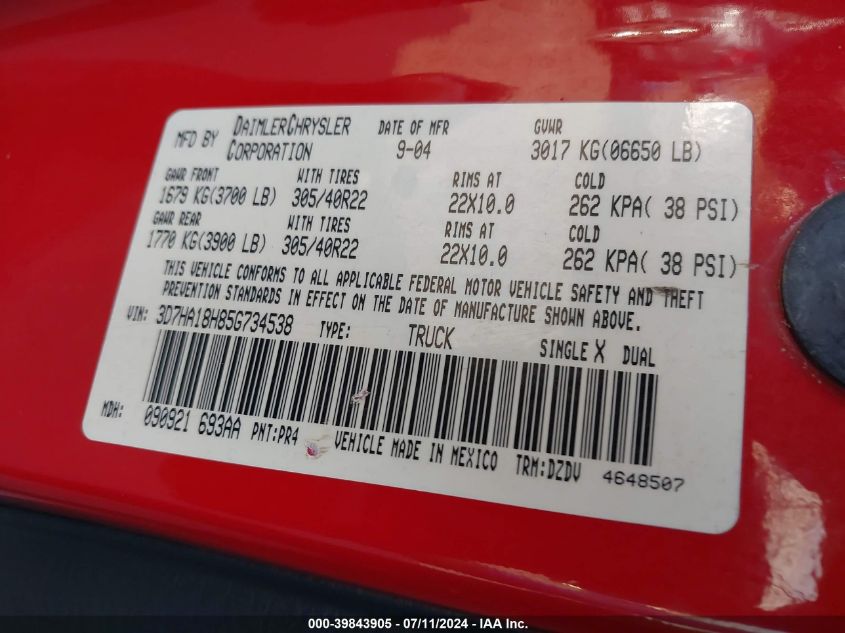 MFD BY DAIMLERCHRYSLER CORPORATION
DATE OF MFR 9-04
GVWR 3017 KG(06650 LB)
GAWR FRONT WITH TIRES RIMS AT COLD
1679 KG(3700 LB) 305/40R22 22X10.0 262 KPA( 38 PSI)
GAWR REAR WITH TIRES RIMS AT COLD
1770 KG(3900 LB) 305/40R22 22X10.0 262 KPA( 38 PSI)
THIS VEHICLE CONFORMS TO ALL APPLICABLE FEDERAL MOTOR VEHICLE SAFETY AND THEFT
PREVENTION STANDARDS IN EFFECT ON THE DATE OF MANUFACTURE SHOWN ABOVE.
VIN: 3D7HA18H85G734538 TYPE: TRUCK SINGLE X DUAL
MDH: 090921 693AA PNT:PR4 VEHICLE MADE IN MEXICO TRM:DZDV 4648507
000-39843905 - 07/11/2024 - IAAI Inc.